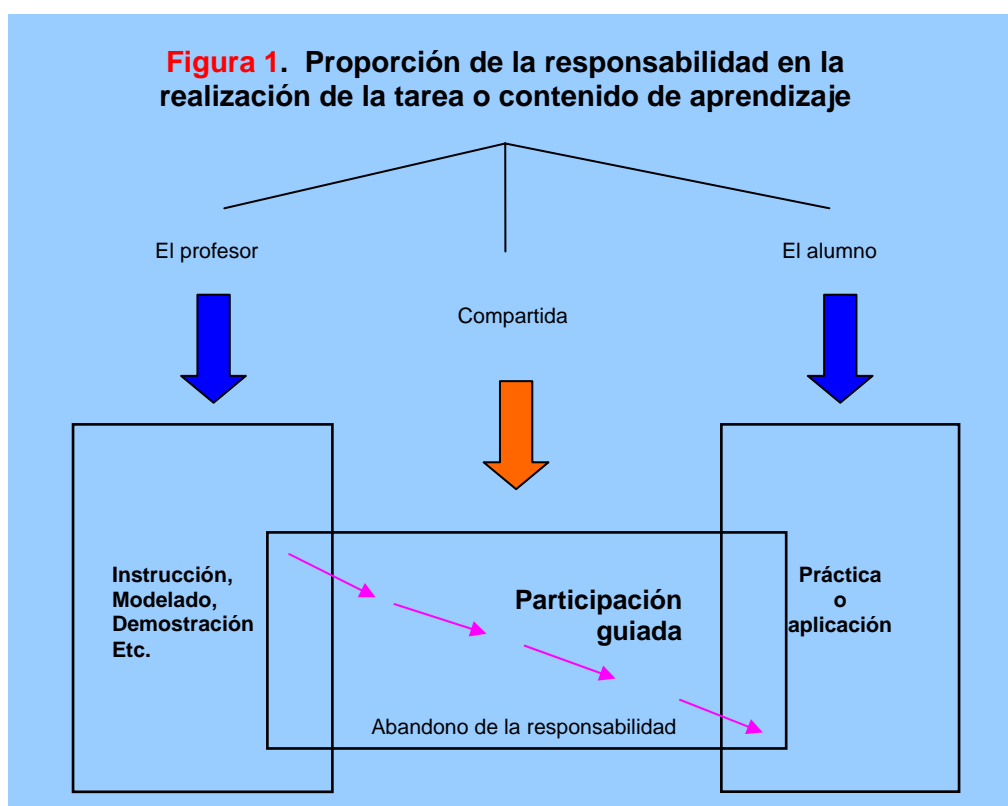 Figura 1. Proporción de la responsabilidad en la
realización de la tarea o contenido de aprendizaje
El profesor
El alumno
Compartida
Instrucción,
Modelado,
Demostración
Etc.
Participación
guiada
Práctica
o
aplicación
Abandono de la responsabilidad